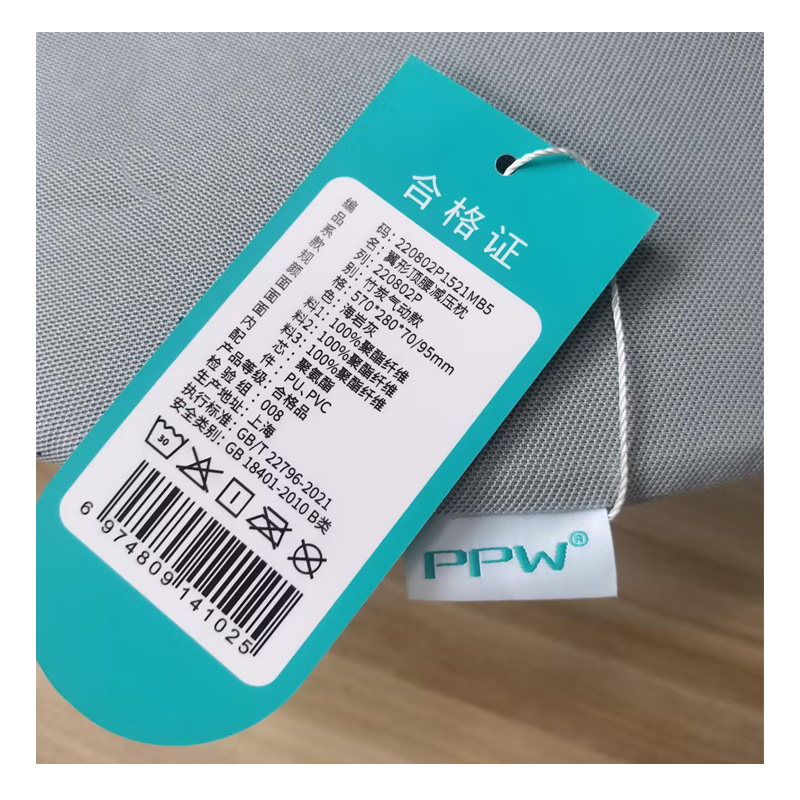 合格证
编 码：220802P1521MB5
品 名：翼形顶腰减压枕
系 列：220802P
款 别：竹炭气动款
规 格：570*280*70/95mm
颜 色：海岩灰
面 料1：100%聚酯纤维
面 料2：100%聚酯纤维
面 料3：100%聚酯纤维
内 芯：聚氨酯
配 件：PU、PVC
产品等级：合格品
检 验 组：008
生产地址：上海
执行标准：GB/T 22796-2021
安全类别：GB 18401-2010 B类
30
6 974809 141025
PPW®